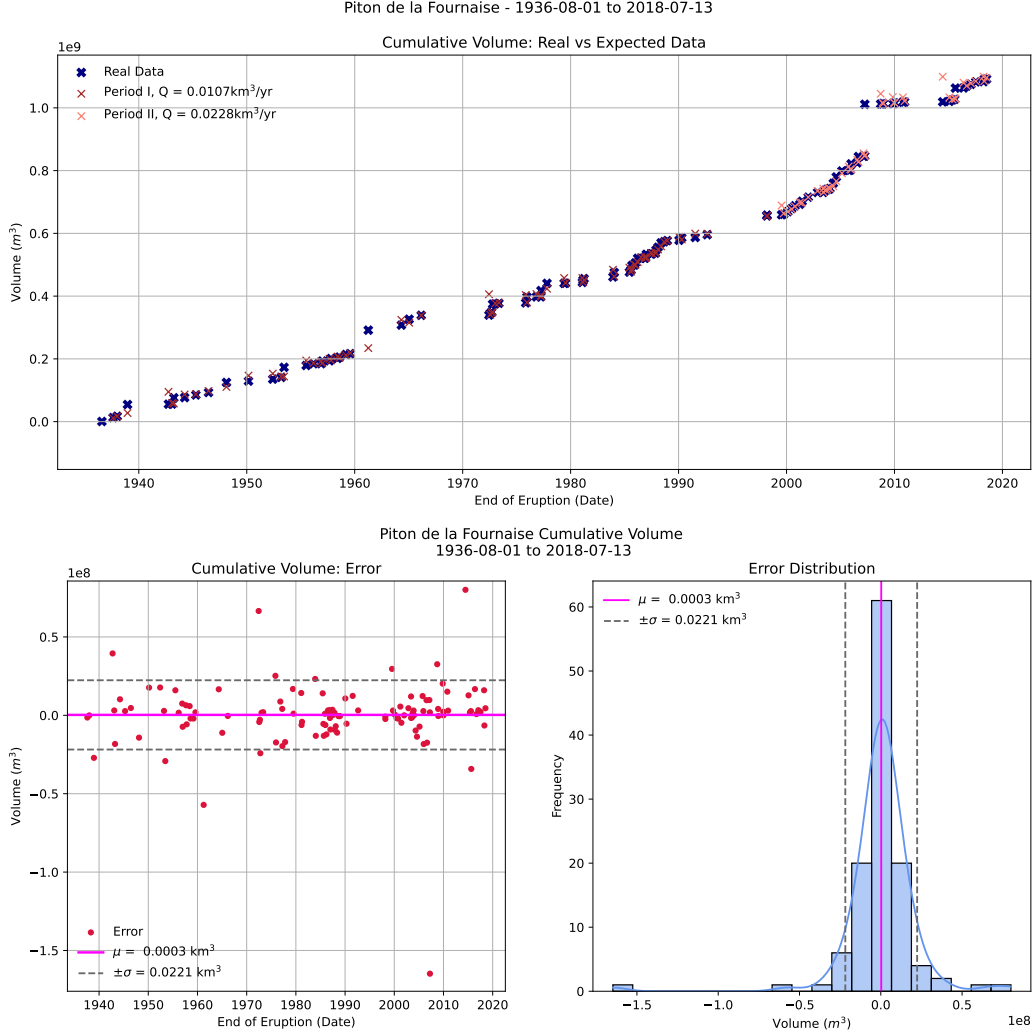 Piton de la Fournaise - 1936-08-01 to 2018-07-13
Cumulative Volume: Real vs Expected Data
1e9
Real Data
Period I, Q = 0.0107km³/yr
Period II, Q = 0.0228km³/yr
1.0
0.8
0.6
0.4
0.2
0.0
Volume (m³)
1940 1950 1960 1970 1980 1990 2000 2010 2020
End of Eruption (Date)
Piton de la Fournaise Cumulative Volume
1936-08-01 to 2018-07-13
Cumulative Volume: Error
1e8
0.5
0.0
−0.5
−1.0
−1.5
Volume (m³)
Error
μ = 0.0003 km³
±σ = 0.0221 km³
1940 1950 1960 1970 1980 1990 2000 2010 2020
End of Eruption (Date)
Error Distribution
μ = 0.0003 km³
±σ = 0.0221 km³
60
50
40
30
20
10
0
Frequency
−1.5 −1.0 −0.5 0.0 0.5
Volume (m³)
1e8